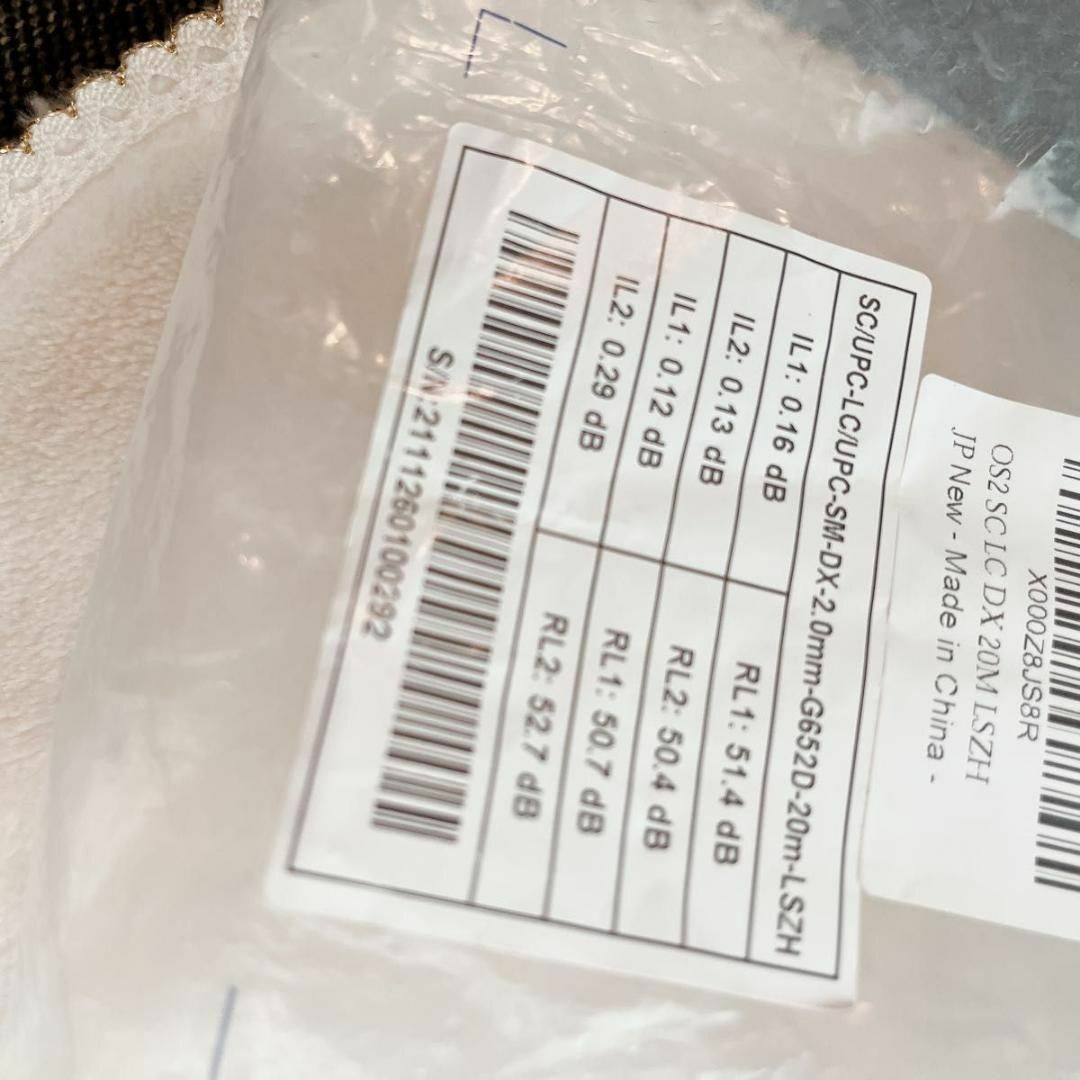 X000Z8JS8R
OS2 SC LC DX 20M LSZH
JP New - Made in China -
SC/UPC-LC/UPC-SM-DX-2.0mm-G652D-20m-LSZH
IL1: 0.16 dB RL1: 51.4 dB
IL2: 0.13 dB RL2: 50.4 dB
IL1: 0.12 dB RL1: 50.7 dB
IL2: 0.29 dB RL2: 52.7 dB
S/N:2111260100292